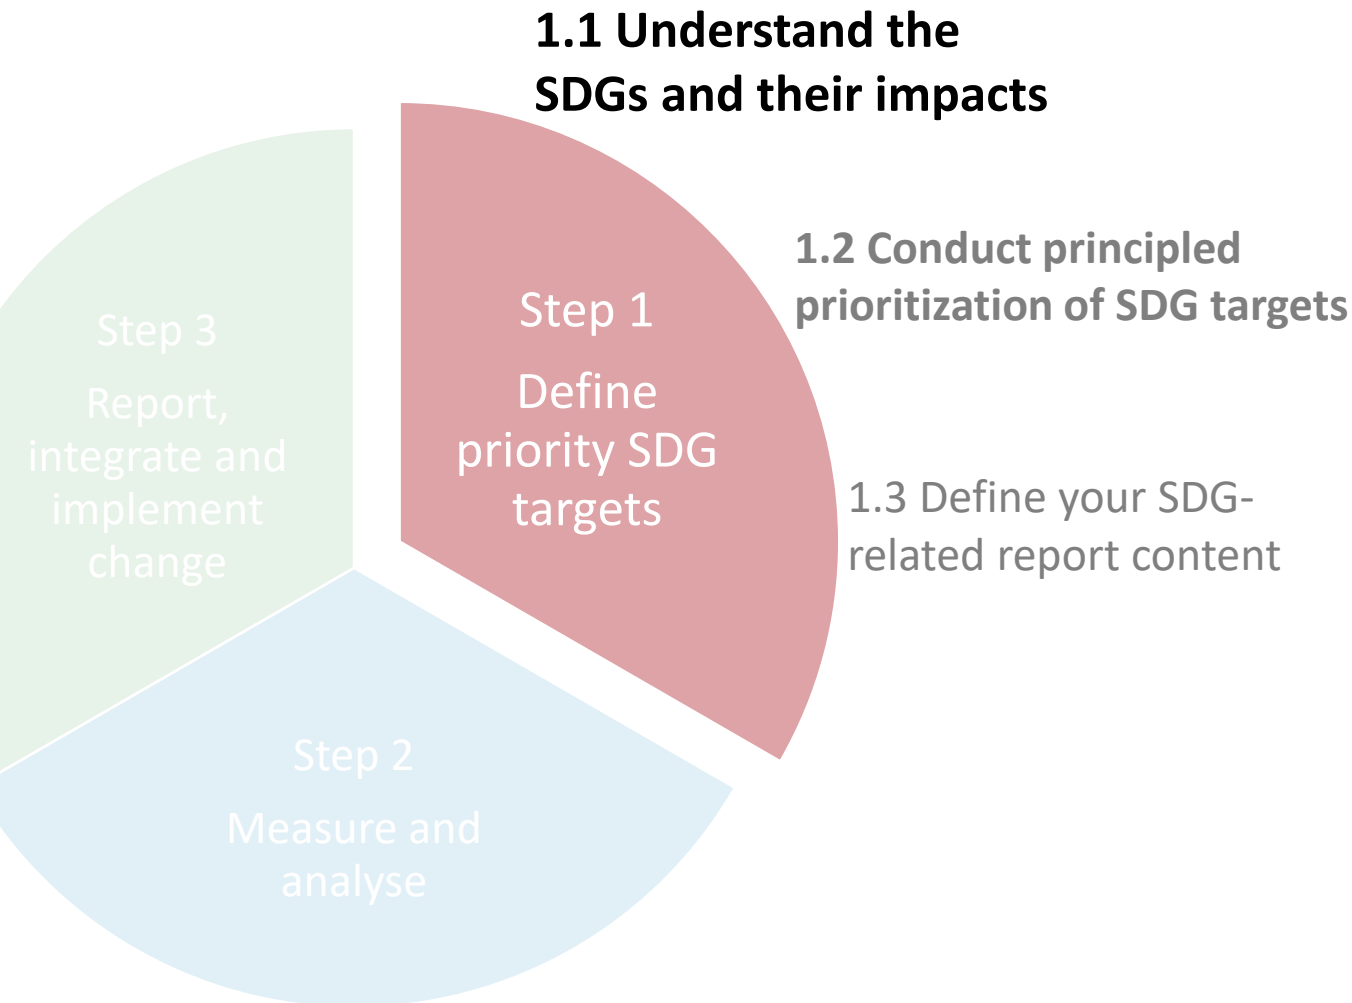 1.1 Understand the
SDGs and their impacts
1.2 Conduct principled
prioritization of SDG targets
1.3 Define your SDG-
related report content
Step 1
Define
priority SDG
targets
Step 2
Measure and
analyse
Step 3
Report,
integrate and
implement
change